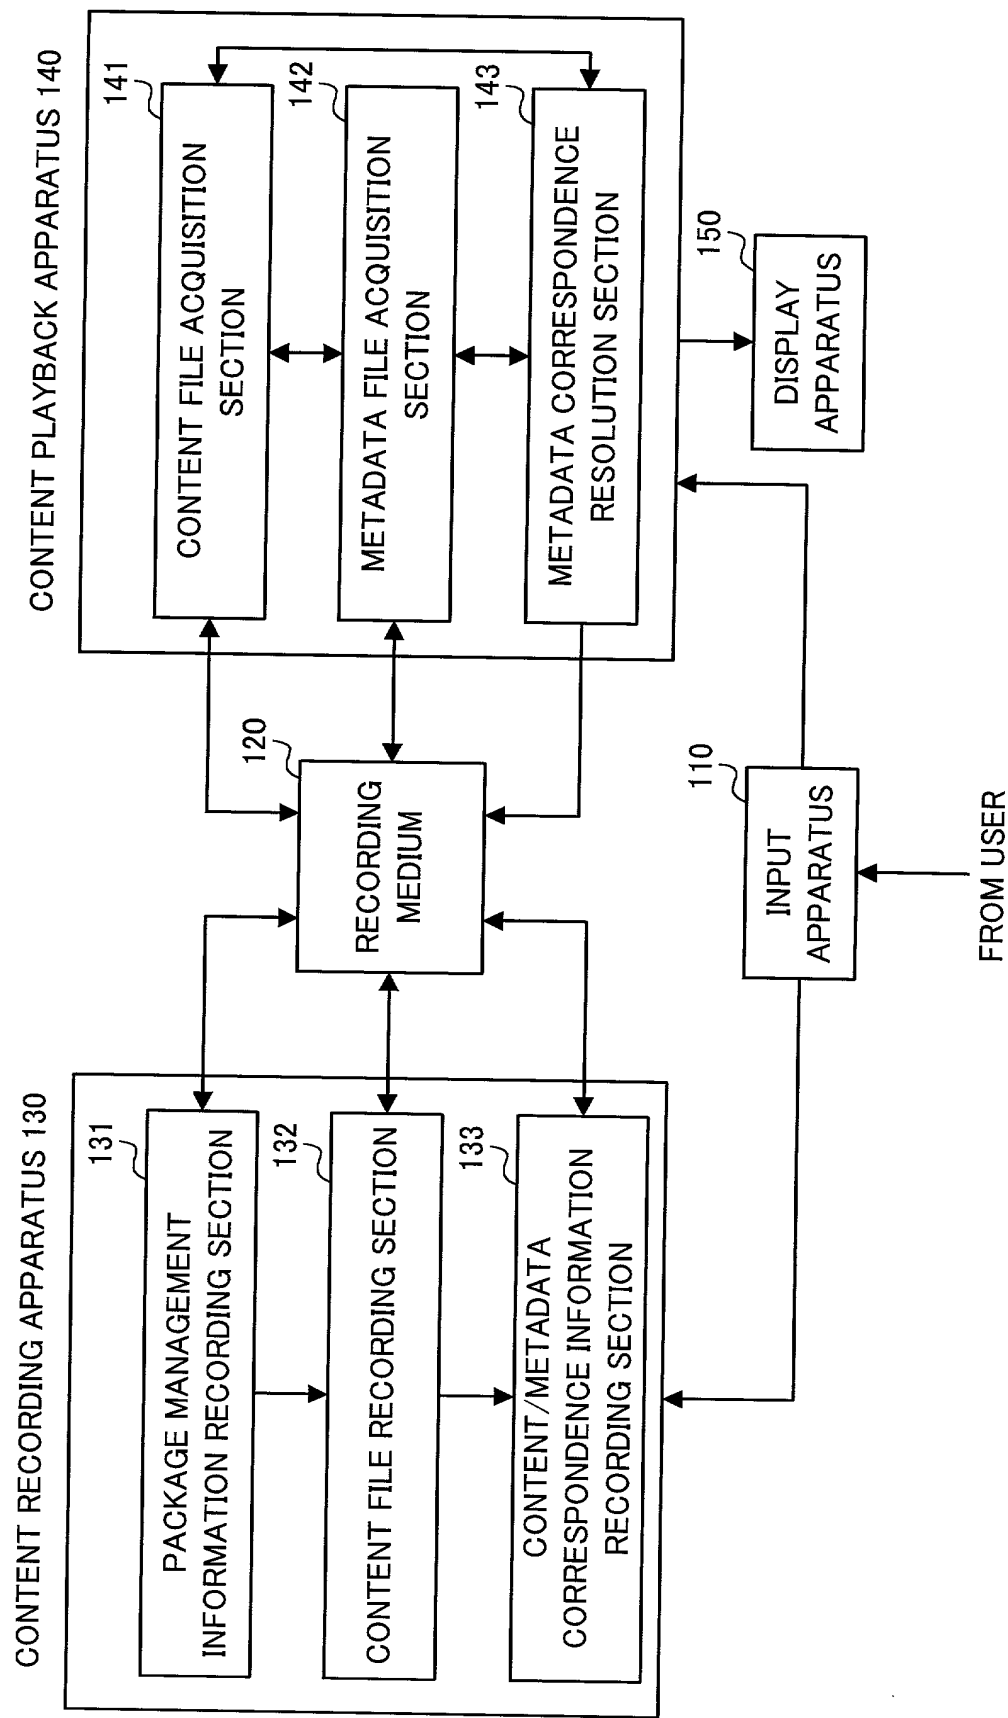 CONTENT RECORDING APPARATUS 130
131
PACKAGE MANAGEMENT
INFORMATION RECORDING SECTION
132
CONTENT FILE RECORDING SECTION
133
CONTENT/METADATA
CORRESPONDENCE INFORMATION
RECORDING SECTION
120
RECORDING
MEDIUM
CONTENT PLAYBACK APPARATUS 140
141
CONTENT FILE ACQUISITION
SECTION
142
METADATA FILE ACQUISITION
SECTION
143
METADATA CORRESPONDENCE
RESOLUTION SECTION
110
INPUT
APPARATUS
150
DISPLAY
APPARATUS
FROM USER